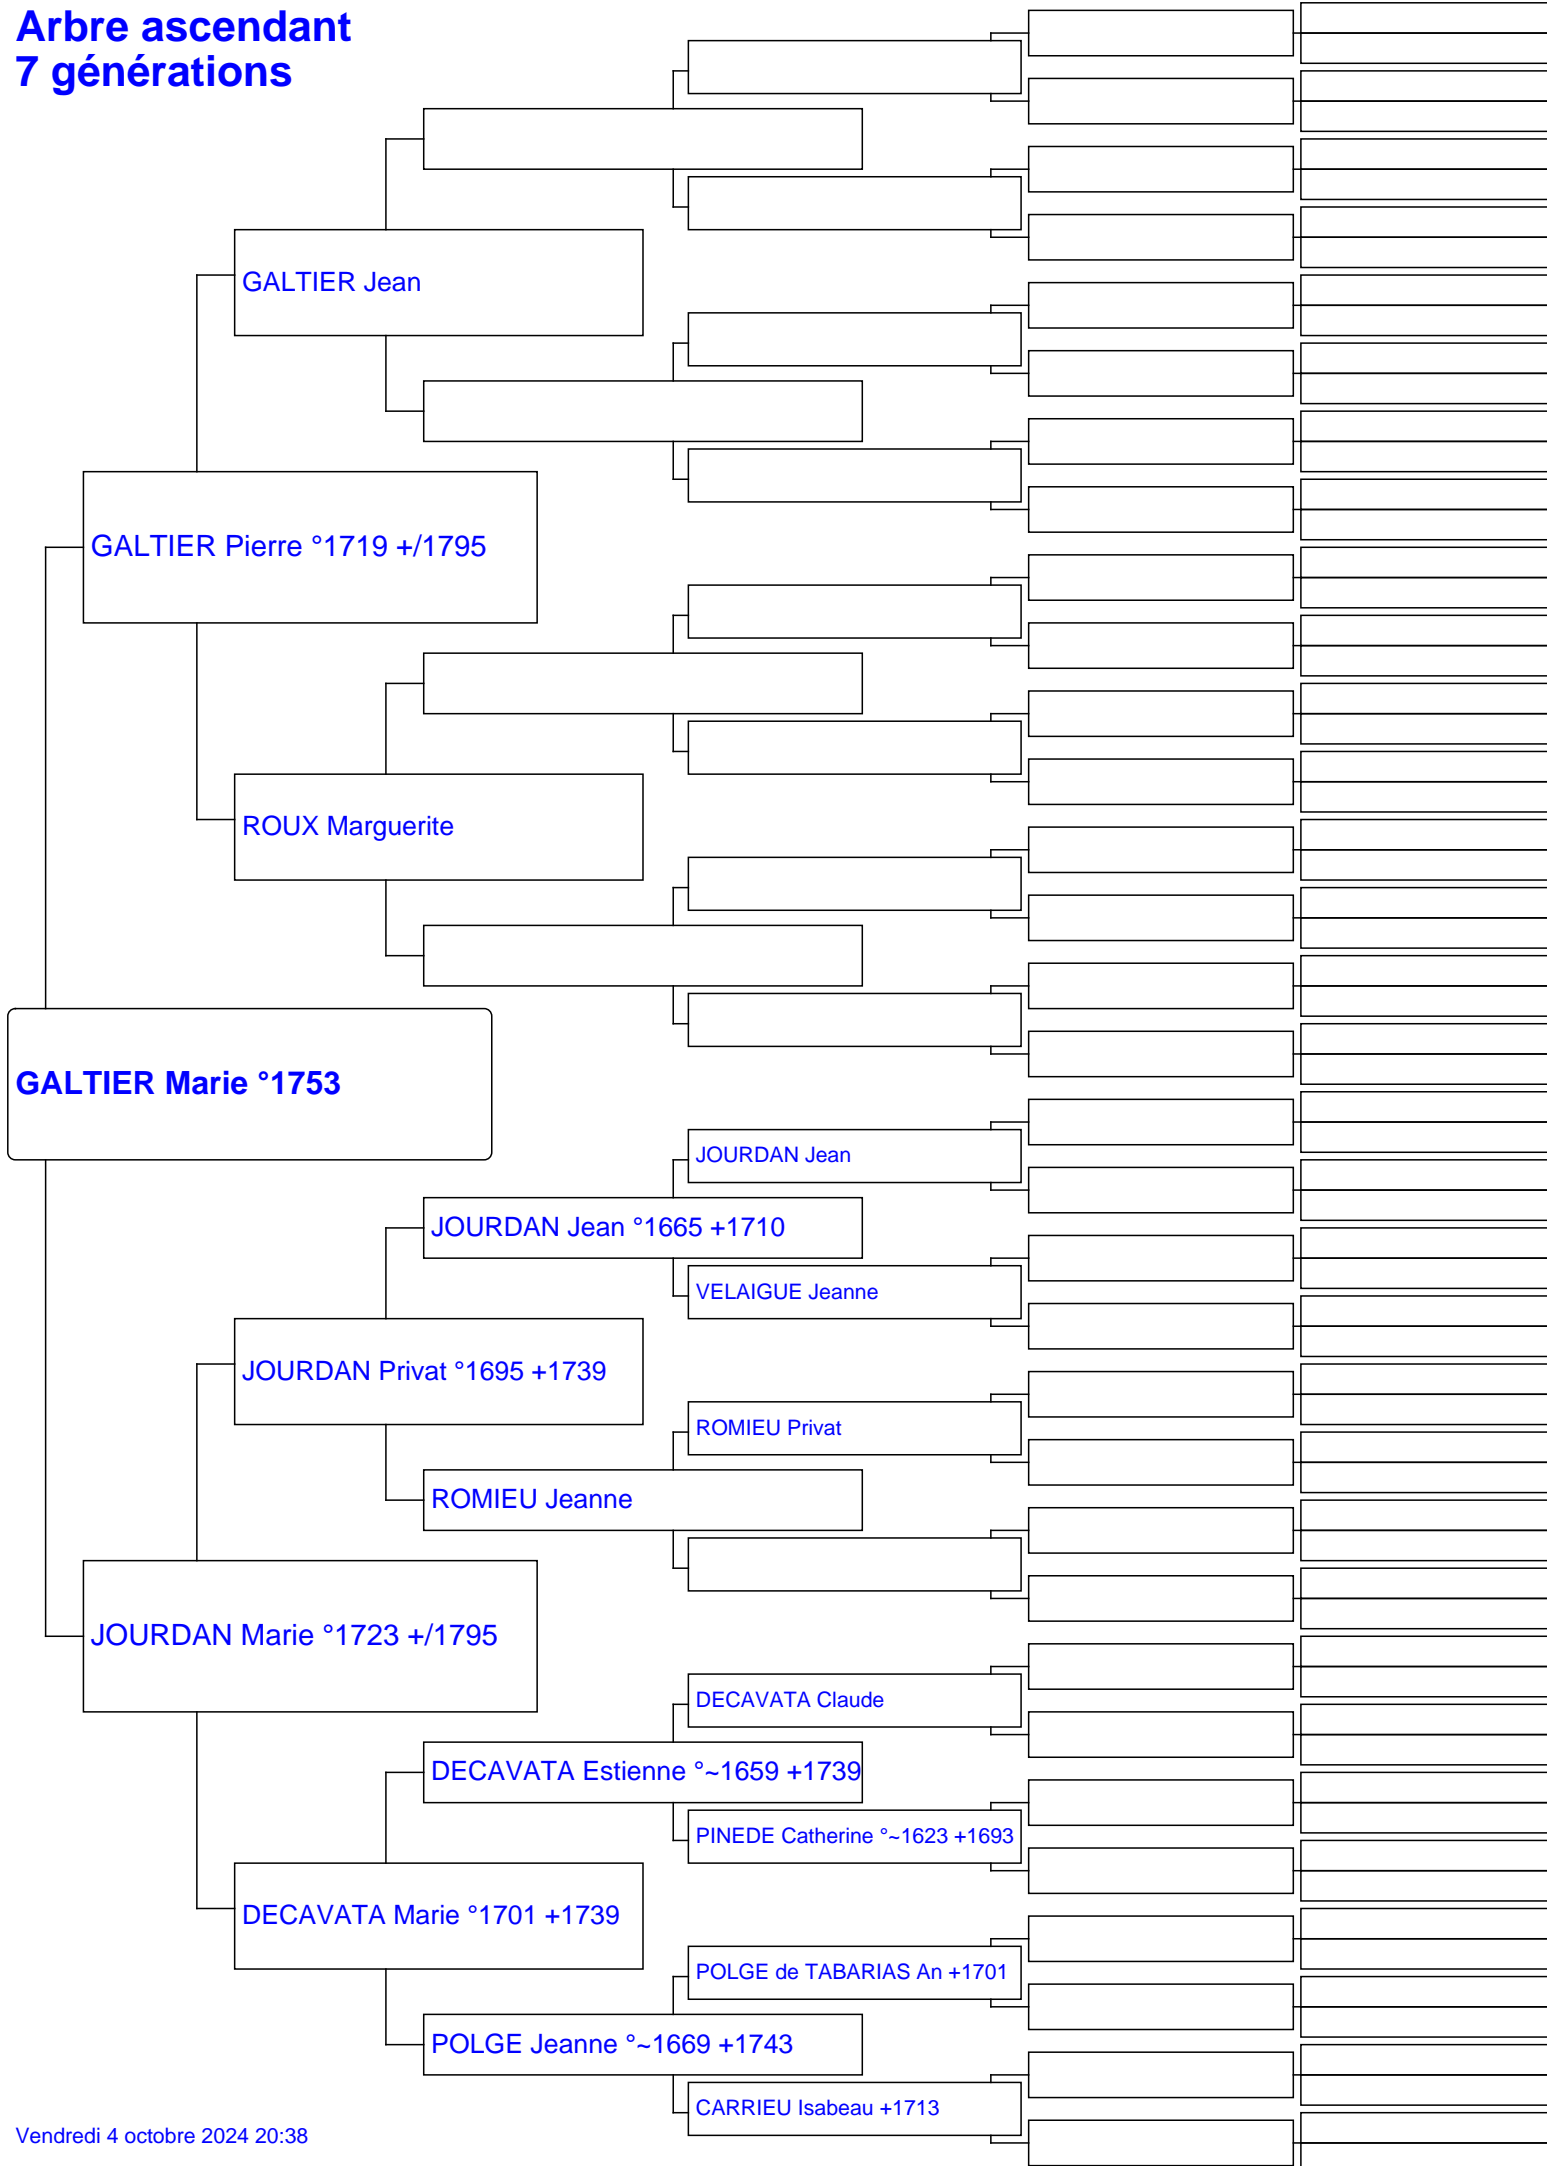 Arbre ascendant
7 générations
GALTIER Jean
GALTIER Pierre °1719 +/1795
ROUX Marguerite
GALTIER Marie °1753
JOURDAN Jean
JOURDAN Jean °1665 +1710
VELAIGUE Jeanne
JOURDAN Privat °1695 +1739
ROMIEU Privat
ROMIEU Jeanne
JOURDAN Marie °1723 +/1795
DECAVATA Claude
DECAVATA Estienne °~1659 +1739
PINEDE Catherine °~1623 +1693
DECAVATA Marie °1701 +1739
POLGE de TABARIAS An +1701
POLGE Jeanne °~1669 +1743
CARRIEU Isabeau +1713
Vendredi 4 octobre 2024 20:38